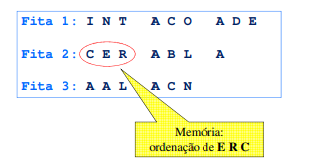 Fita 1: I N T A C O A D E
Fita 2: C E R A B L A
Fita 3: A A L A C N
Memória:
ordenação de E R C